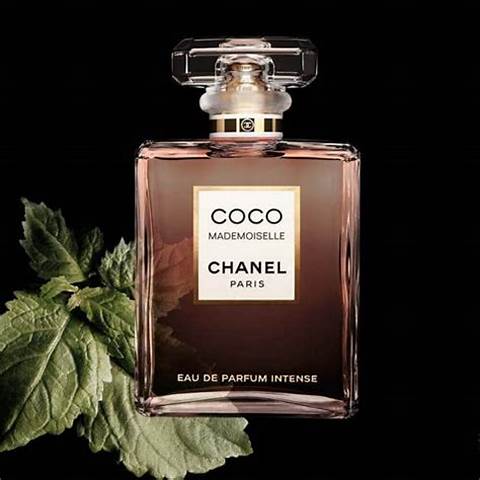 COCO
MADEMOISELLE
CHANEL
PARIS
EAU DE PARFUM INTENSE